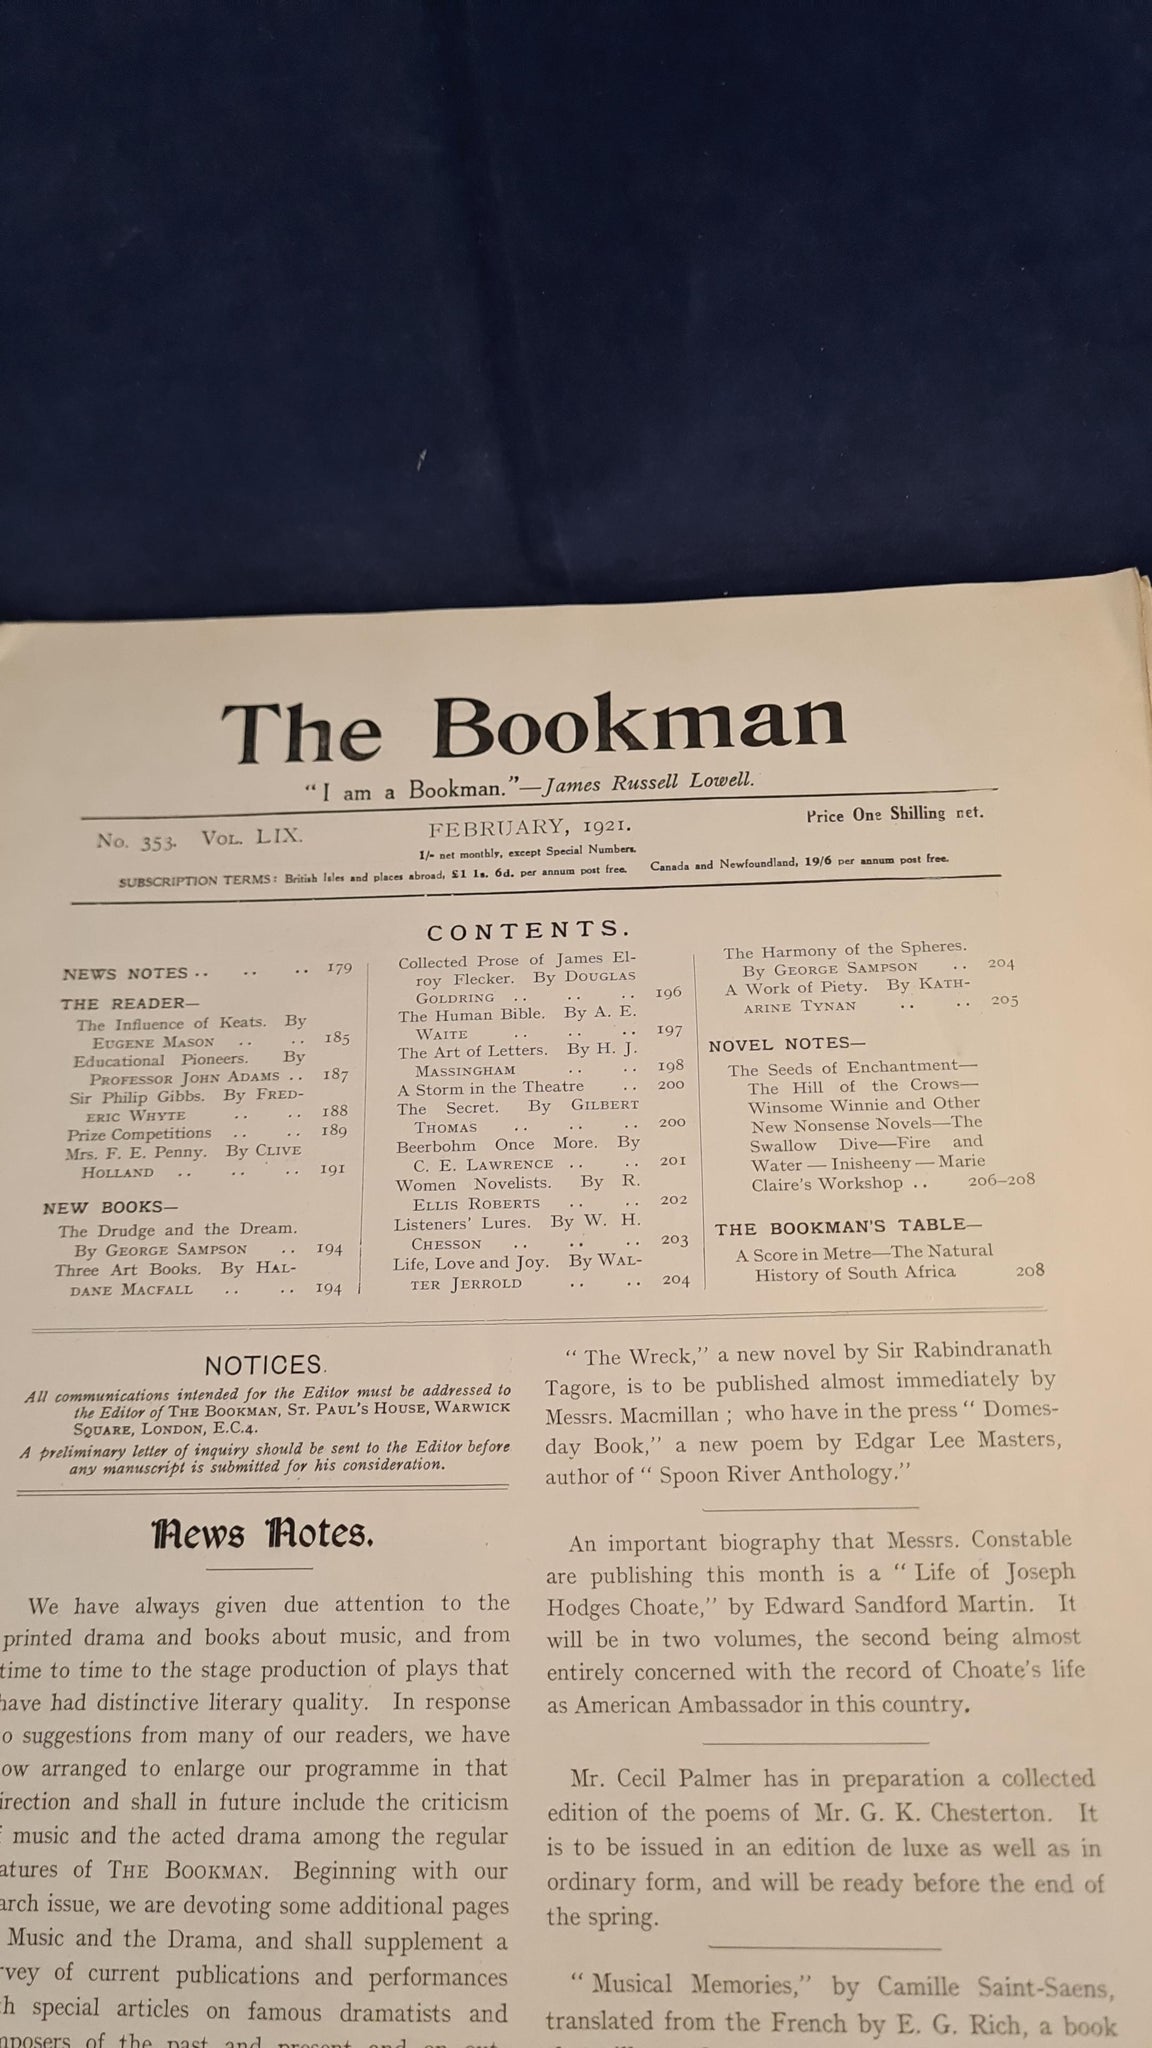 The Bookman
"I am a Bookman."—James Russell Lowell.
No. 353. VOL. LIX.
FEBRUARY, 1921.
Price One Shilling net.
1/- net monthly, except Special Numbers.
SUBSCRIPTION TERMS: British Isles and places abroad, £1 1s. 6d. per annum post free. Canada and Newfoundland, 19/6 per annum post free.
CONTENTS.
NEWS NOTES .. .. .. 179
THE READER—
The Influence of Keats. By
EUGENE MASON .. .. 185
Educational Pioneers. By
PROFESSOR JOHN ADAMS .. 187
Sir Philip Gibbs. By FRED-
ERIC WHYTE .. .. 188
Prize Competitions .. .. 189
Mrs. F. E. Penny. By CLIVE
HOLLAND .. .. .. 191
NEW BOOKS—
The Drudge and the Dream.
By GEORGE SAMPSON .. 194
Three Art Books. By HAL-
DANE MACFALL .. .. 194
Collected Prose of James El-
roy Flecker. By DOUGLAS
GOLDRING .. .. .. 196
The Human Bible. By A. E.
WAITE .. .. .. 197
The Art of Letters. By H. J.
MASSINGHAM .. .. 198
A Storm in the Theatre .. 200
The Secret. By GILBERT
THOMAS .. .. .. 200
Beerbohm Once More. By
C. E. LAWRENCE .. .. 201
Women Novelists. By R.
ELLIS ROBERTS .. .. 202
Listeners' Lures. By W. H.
CHESSON .. .. .. 203
Life, Love and Joy. By WAL-
TER JERROLD .. .. 204
The Harmony of the Spheres.
By GEORGE SAMPSON .. 204
A Work of Piety. By KATH-
ARINE TYNAN .. .. 205
NOVEL NOTES—
The Seeds of Enchantment—
The Hill of the Crows—
Winsome Winnie and Other
New Nonsense Novels—The
Swallow Dive—Fire and
Water—Inisheeny—Marie
Claire's Workshop .. 206-208
THE BOOKMAN'S TABLE—
A Score in Metre—The Natural
History of South Africa 208
NOTICES.
All communications intended for the Editor must be addressed to
the Editor of THE BOOKMAN, ST. PAUL'S HOUSE, WARWICK
SQUARE, LONDON, E.C.4.
A preliminary letter of inquiry should be sent to the Editor before
any manuscript is submitted for his consideration.
News Notes.
We have always given due attention to the
printed drama and books about music, and from
time to time to the stage production of plays that
have had distinctive literary quality. In response
o suggestions from many of our readers, we have
ow arranged to enlarge our programme in that
irection and shall in future include the criticism
music and the acted drama among the regular
atures of THE BOOKMAN. Beginning with our
arch issue, we are devoting some additional pages
Music and the Drama, and shall supplement a
rvey of current publications and performances
h special articles on famous dramatists and
mposers of the past and present and
"The Wreck," a new novel by Sir Rabindranath
Tagore, is to be published almost immediately by
Messrs. Macmillan; who have in the press "Domes-
day Book," a new poem by Edgar Lee Masters,
author of "Spoon River Anthology."
An important biography that Messrs. Constable
are publishing this month is a "Life of Joseph
Hodges Choate," by Edward Sandford Martin. It
will be in two volumes, the second being almost
entirely concerned with the record of Choate's life
as American Ambassador in this country.
Mr. Cecil Palmer has in preparation a collected
edition of the poems of Mr. G. K. Chesterton. It
is to be issued in an edition de luxe as well as in
ordinary form, and will be ready before the end of
the spring.
"Musical Memories," by Camille Saint-Saens,
translated from the French by E. G. Rich, a book